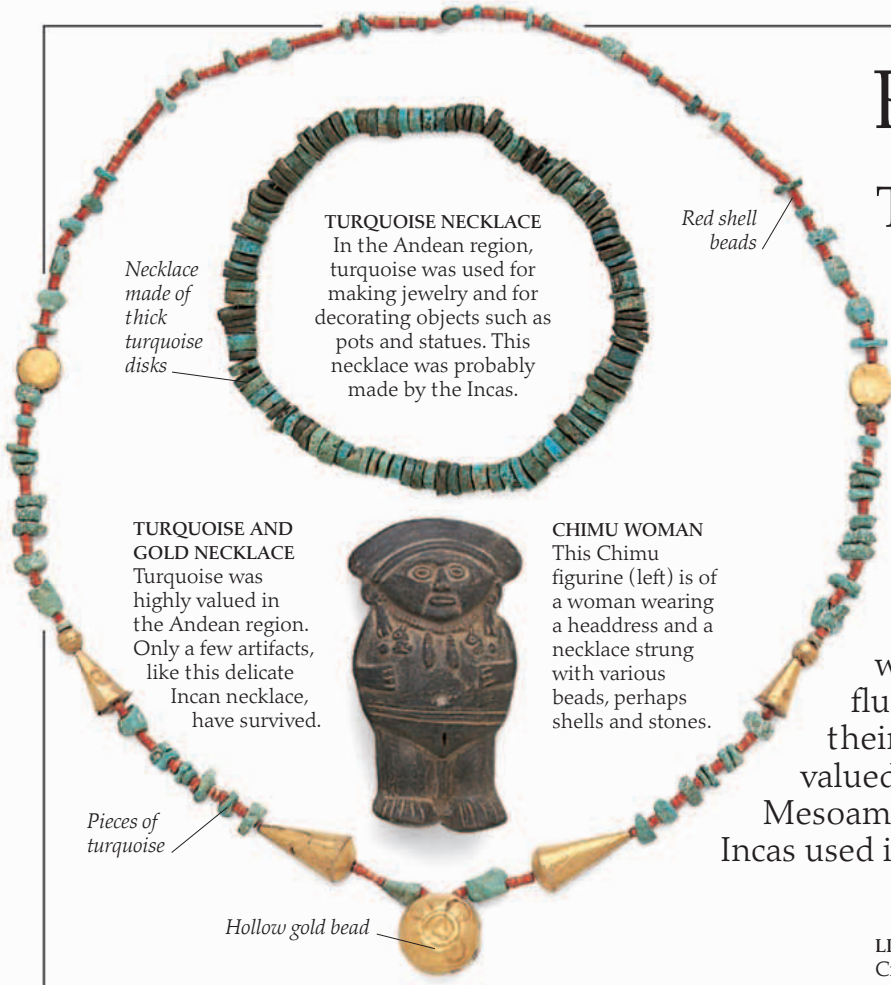 Red shell
beads
TURQUOISE NECKLACE
In the Andean region,
turquoise was used for
making jewelry and for
decorating objects such as
pots and statues. This
necklace was probably
made by the Incas.
Necklace
made of
thick
turquoise
disks
TURQUOISE AND
GOLD NECKLACE
Turquoise was
highly valued in
the Andean region.
Only a few artifacts,
like this delicate
Incan necklace,
have survived.
CHIMU WOMAN
This Chimu
figurine (left) is of
a woman wearing
a headdress and a
necklace strung
with various
beads, perhaps
shells and stones.
Pieces of
turquoise
Hollow gold bead
valued
Incas used